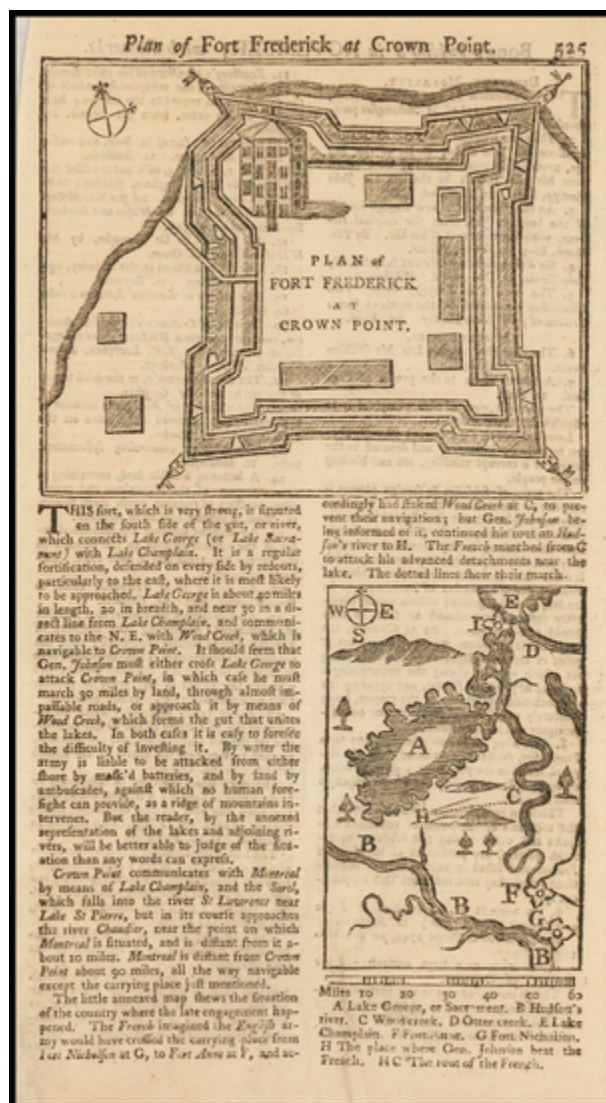 Plan of Fort Frederick at Crown Point. 525
PLAN of
FORT FREDERICK
AT
CROWN POINT.
THIS fort, which is very strong, is situated
on the south side of the gut, or river,
which connects Lake George (or Lake Sacra-
ment) with Lake Champlain. It is a regular
fortification, defended on every side by redouts,
particularly to the east, where it is most likely
to be approached. Lake George is about 40 miles
in length, 20 in breadth, and near 30 in a di-
rect line from Lake Champlain, and communi-
cates to the N. E. with Wood Creek, which is
navigable to Crown Point. It should seem that
Gen. Johnson must either cross Lake George to
attack Crown Point, in which case he must
march 30 miles by land, through almost im-
passable roads, or approach it by means of
Wood Creek, which forms the gut that unites
the lakes. In both cases it is easy to foresee
the difficulty of investing it. By water the
army is liable to be attacked from either
shore by mask'd batteries, and by land by
ambuscades, against which no human fore-
sight can provide, as a ridge of mountains in-
tervenes. But the reader, by the annexed
representation of the lakes and adjoining ri-
vers, will be better able to judge of the situ-
ation than any words can express.
Crown Point communicates with Montreal
by means of Lake Champlain, and the Sorel,
which falls into the river St Lawrence near
Lake St Pierre, but in its course approaches
the river Chaudier, near the point on which
Montreal is situated, and is distant from it a-
bout 10 miles. Montreal is distant from Crown
Point about 90 miles, all the way navigable
except the carrying place just mentioned.
The little annexed map shews the situation
of the country where the late engagement hap-
pened. The French imagined the English ar-
my would have crossed the carrying place from
Fort Nicholson at G, to Fort Anne at F, and ac-
cordingly had staked Wood Creek at C, to pre-
vent their navigation; but Gen. Johnson be-
ing informed of it, continued his rout on Hud-
son's river to H. The French marched from G
to attack his advanced detachments near the
lake. The dotted lines shew their march.
W E
S
E
I
D
A
C
H
B
F
B
G
B
Miles 10 20 30 40 50 60
A Lake George, or Sacrement. B Hudson's
river. C Wood creek. D Otter creek. E Lake
Champlain. F Fort Anne. G Fort Nicholson.
H The place where Gen. Johnson beat the
French. H C The rout of the French.